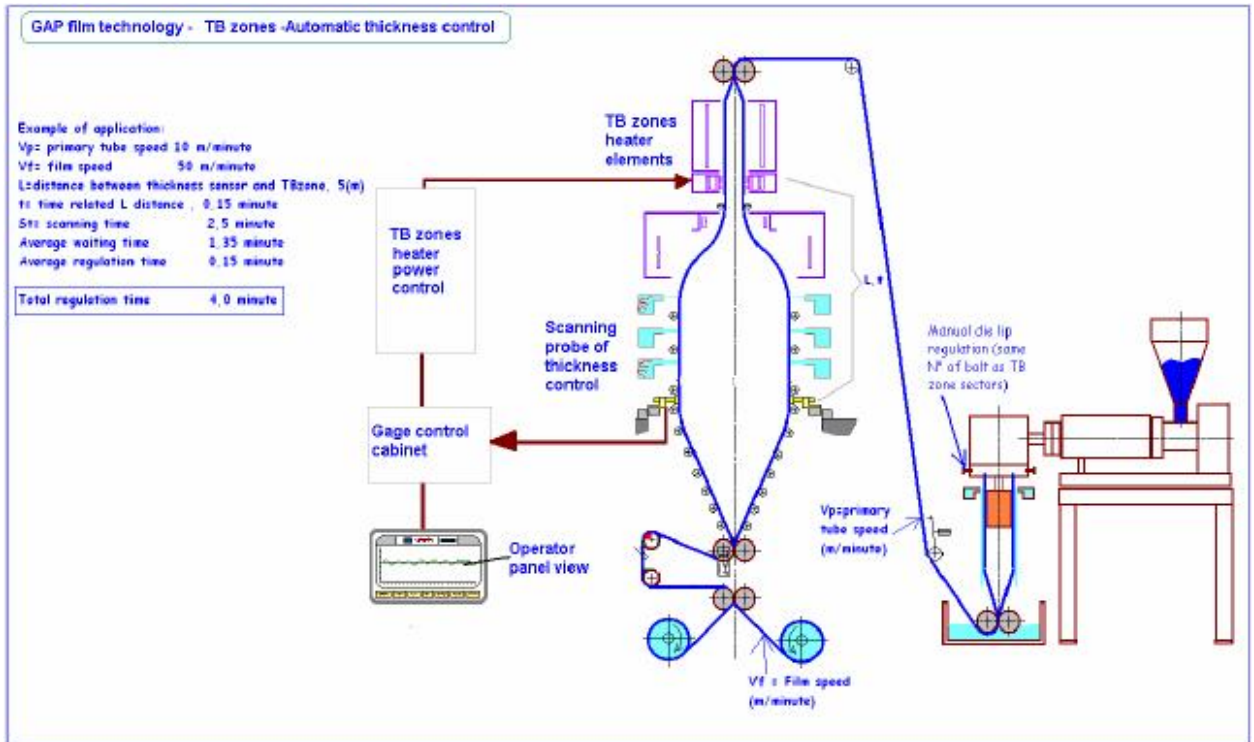 GAP film technology - TB zones -Automatic thickness control
Example of application:
Vp= primary tube speed 10 m/minute
Vf= film speed 50 m/minute
L=distance between thickness sensor and TBzone, 5(m)
t= time related L distance , 0,15 minute
St= scanning time 2,5 minute
Average waiting time 1,35 minute
Average regulation time 0,15 minute
Total regulation time 4,0 minute
TB zones
heater
elements
TB zones
heater
power
control
L,t
Scanning
probe of
thickness
control
Manual die lip
regulation (same
N° of bolt as TB
zone sectors)
Gage control
cabinet
Vp=primary
tube speed
(m/minute)
Operator
panel view
Vf = Film speed
(m/minute)